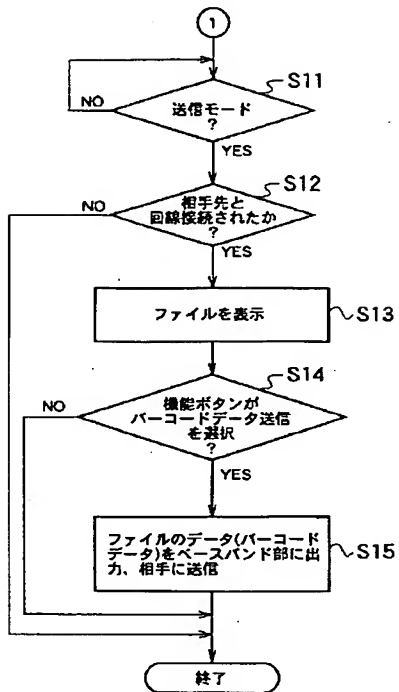 1
S11
送信モード
?
NO
YES
S12
相手先と
回線接続されたか
?
NO
YES
ファイルを表示
S13
S14
機能ボタンが
バーコードデータ送信
を選択
?
NO
YES
ファイルのデータ(バーコード
データ)をベースバンド部に出
力、相手に送信
S15
終了